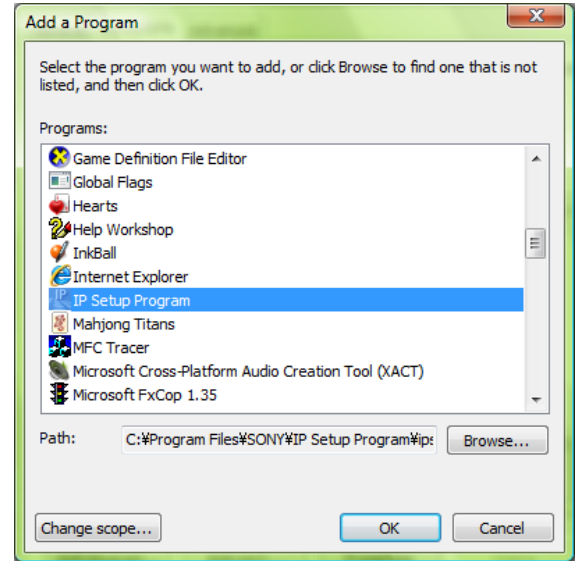 Add a Program
Select the program you want to add, or click Browse to find one that is not
listed, and then click OK.
Programs:
Game Definition File Editor
Global Flags
Hearts
Help Workshop
InkBall
Internet Explorer
IP Setup Program
Mahjong Titans
MFC Tracer
Microsoft Cross-Platform Audio Creation Tool (XACT)
Microsoft FxCop 1.35
Path: C:¥Program Files¥SONY¥IP Setup Program¥ips Browse...
Change scope... OK Cancel